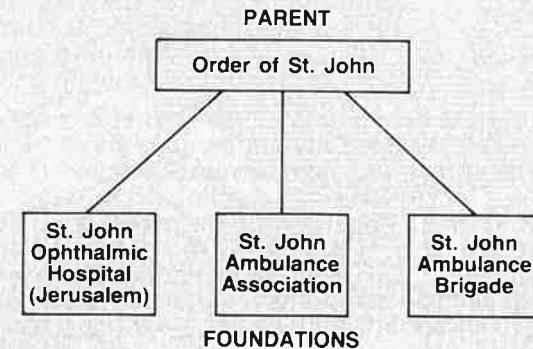 PARENT
Order of St. John
St. John
Ophthalmic
Hospital
(Jerusalem)
St. John
Ambulance
Association
St. John
Ambulance
Brigade
FOUNDATIONS